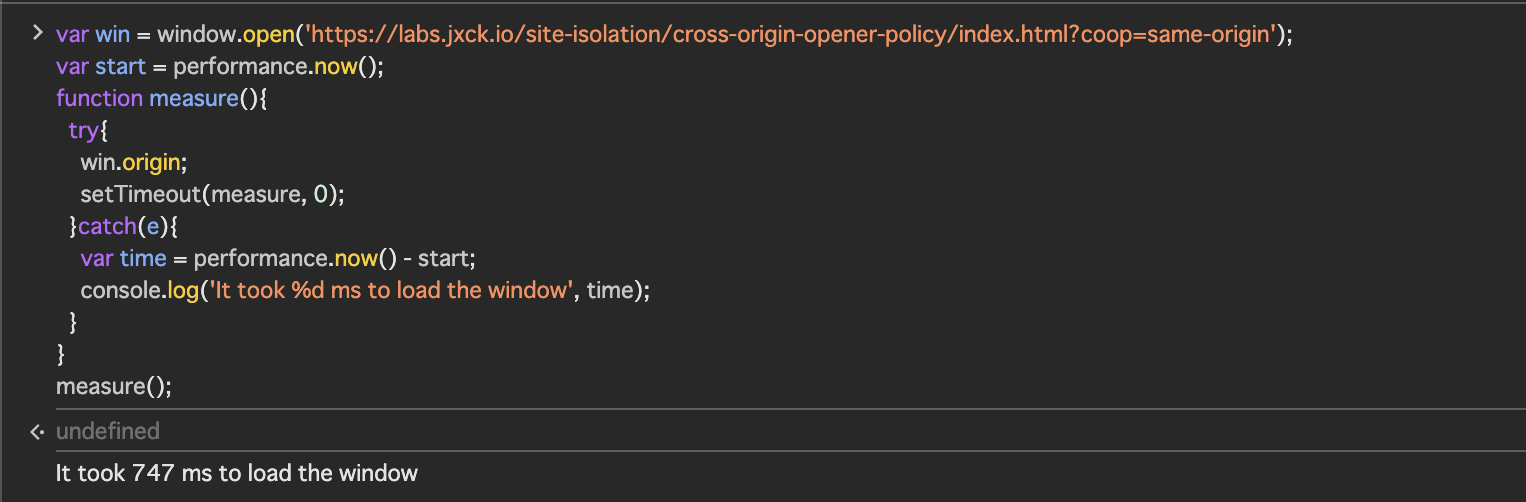 var win = window.open('https://labs.jxck.io/site-isolation/cross-origin-opener-policy/index.html?coop=same-origin');
var start = performance.now();
function measure(){
  try{
    win.origin;
    setTimeout(measure, 0);
  }catch(e){
    var time = performance.now() - start;
    console.log('It took %d ms to load the window', time);
  }
}
measure();
undefined
It took 747 ms to load the window